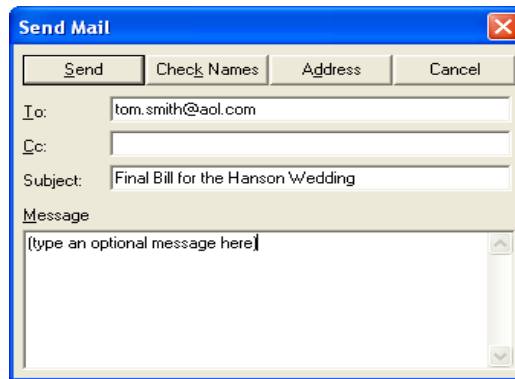 Send Mail
Send Check Names Address Cancel
To: tom.smith@aol.com
Cc:
Subject: Final Bill for the Hanson Wedding
Message
(type an optional message here)